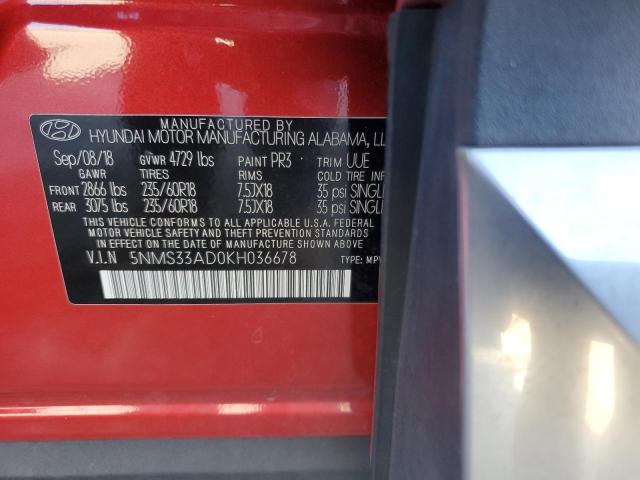 MANUFACTURED BY
HYUNDAI MOTOR MANUFACTURING ALABAMA, LL
Sep/08/18 GVWR 4729 lbs PAINT PR3 TRIM UUE
GAWR TIRES RIMS COLD TIRE INF
FRONT 2866 lbs 235/60R18 7.5JX18 35 psi SINGLE
REAR 3075 lbs 235/60R18 7.5JX18 35 psi SINGLE
THIS VEHICLE CONFORMS TO ALL APPLICABLE U.S.A FEDERAL
MOTOR VEHICLE SAFETY AND THEFT PREVENTION STANDARDS
IN EFFECT ON THE DATE OF MANUFACTURE SHOWN ABOVE.
V.I.N 5NMS33AD0KH036678 TYPE: MPV